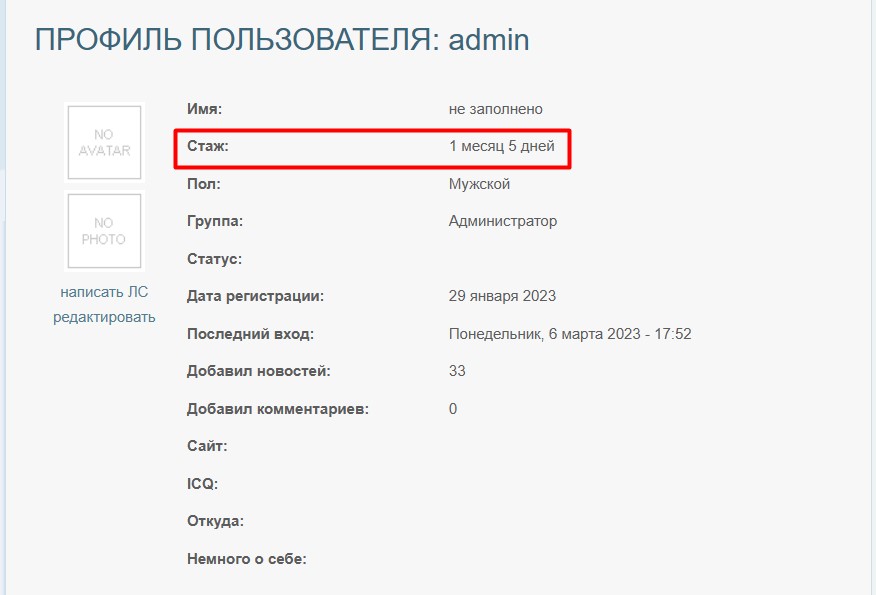 ПРОФИЛЬ ПОЛЬЗОВАТЕЛЯ: admin
NO
AVATAR
NO
PHOTO
написать ЛС
редактировать
Имя: не заполнено
Стаж: 1 месяц 5 дней
Пол: Мужской
Группа: Администратор
Статус:
Дата регистрации: 29 января 2023
Последний вход: Понедельник, 6 марта 2023 - 17:52
Добавил новостей: 33
Добавил комментариев: 0
Сайт:
ICQ:
Откуда:
Немного о себе: